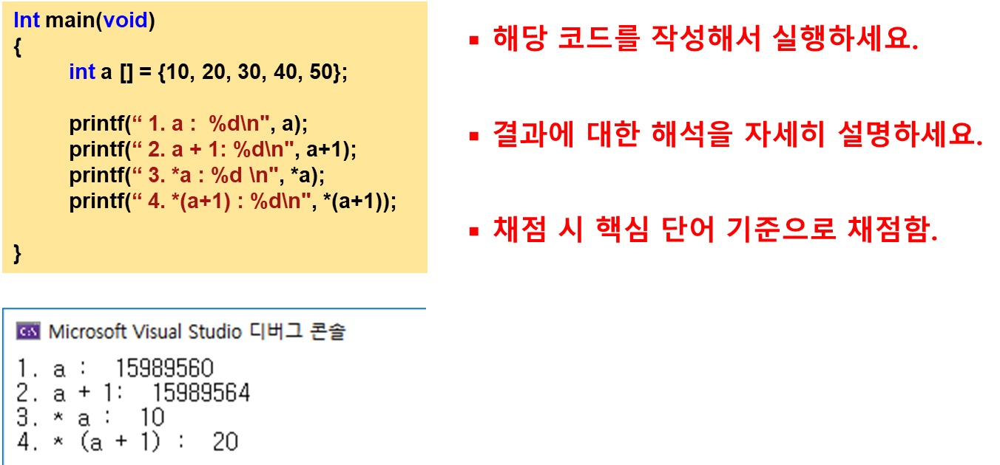 Int main(void)
{
int a [] = {10, 20, 30, 40, 50};
printf(“ 1. a :  %d\n", a);
printf(“ 2. a + 1: %d\n", a+1);
printf(“ 3. *a : %d \n", *a);
printf(“ 4. *(a+1) : %d\n", *(a+1));
}
▪ 해당 코드를 작성해서 실행하세요.
▪ 결과에 대한 해석을 자세히 설명하세요.
▪ 채점 시 핵심 단어 기준으로 채점함.
C:\ Microsoft Visual Studio 디버그 콘솔
1. a :  15989560
2. a + 1:  15989564
3. * a :  10
4. * (a + 1) :  20